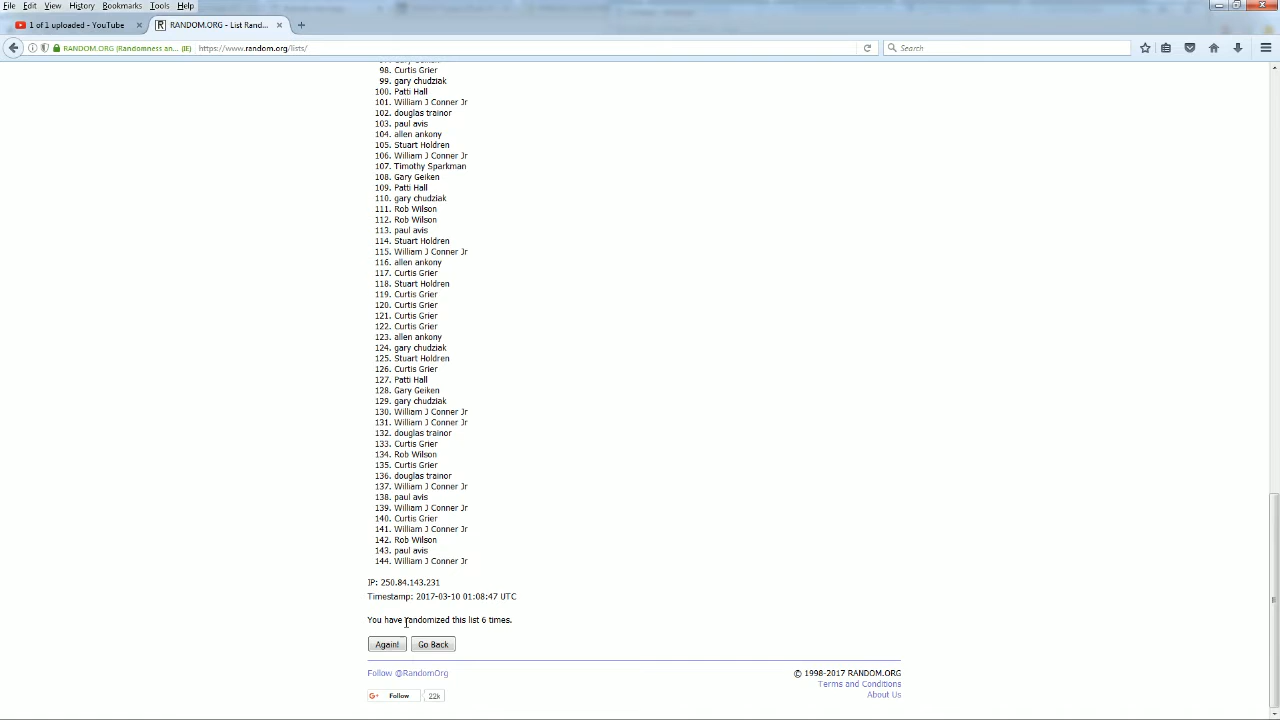 File Edit View History Bookmarks Tools Help
1 of 1 uploaded - YouTube × RANDOM.ORG - List Rand... × +
RANDOM.ORG (Randomness an... (IE) https://www.random.org/lists/ Search
98. Curtis Grier
99. gary chudziak
100. Patti Hall
101. William J Conner Jr
102. douglas trainor
103. paul avis
104. allen ankony
105. Stuart Holdren
106. William J Conner Jr
107. Timothy Sparkman
108. Gary Geiken
109. Patti Hall
110. gary chudziak
111. Rob Wilson
112. Rob Wilson
113. paul avis
114. Stuart Holdren
115. William J Conner Jr
116. allen ankony
117. Curtis Grier
118. Stuart Holdren
119. Curtis Grier
120. Curtis Grier
121. Curtis Grier
122. Curtis Grier
123. allen ankony
124. gary chudziak
125. Stuart Holdren
126. Curtis Grier
127. Patti Hall
128. Gary Geiken
129. gary chudziak
130. William J Conner Jr
131. William J Conner Jr
132. douglas trainor
133. Curtis Grier
134. Rob Wilson
135. Curtis Grier
136. douglas trainor
137. William J Conner Jr
138. paul avis
139. William J Conner Jr
140. Curtis Grier
141. William J Conner Jr
142. Rob Wilson
143. paul avis
144. William J Conner Jr
IP: 250.84.143.231
Timestamp: 2017-03-10 01:08:47 UTC
You have randomized this list 6 times.
Again! Go Back
Follow @RandomOrg © 1998-2017 RANDOM.ORG
Terms and Conditions
Follow 22k About Us